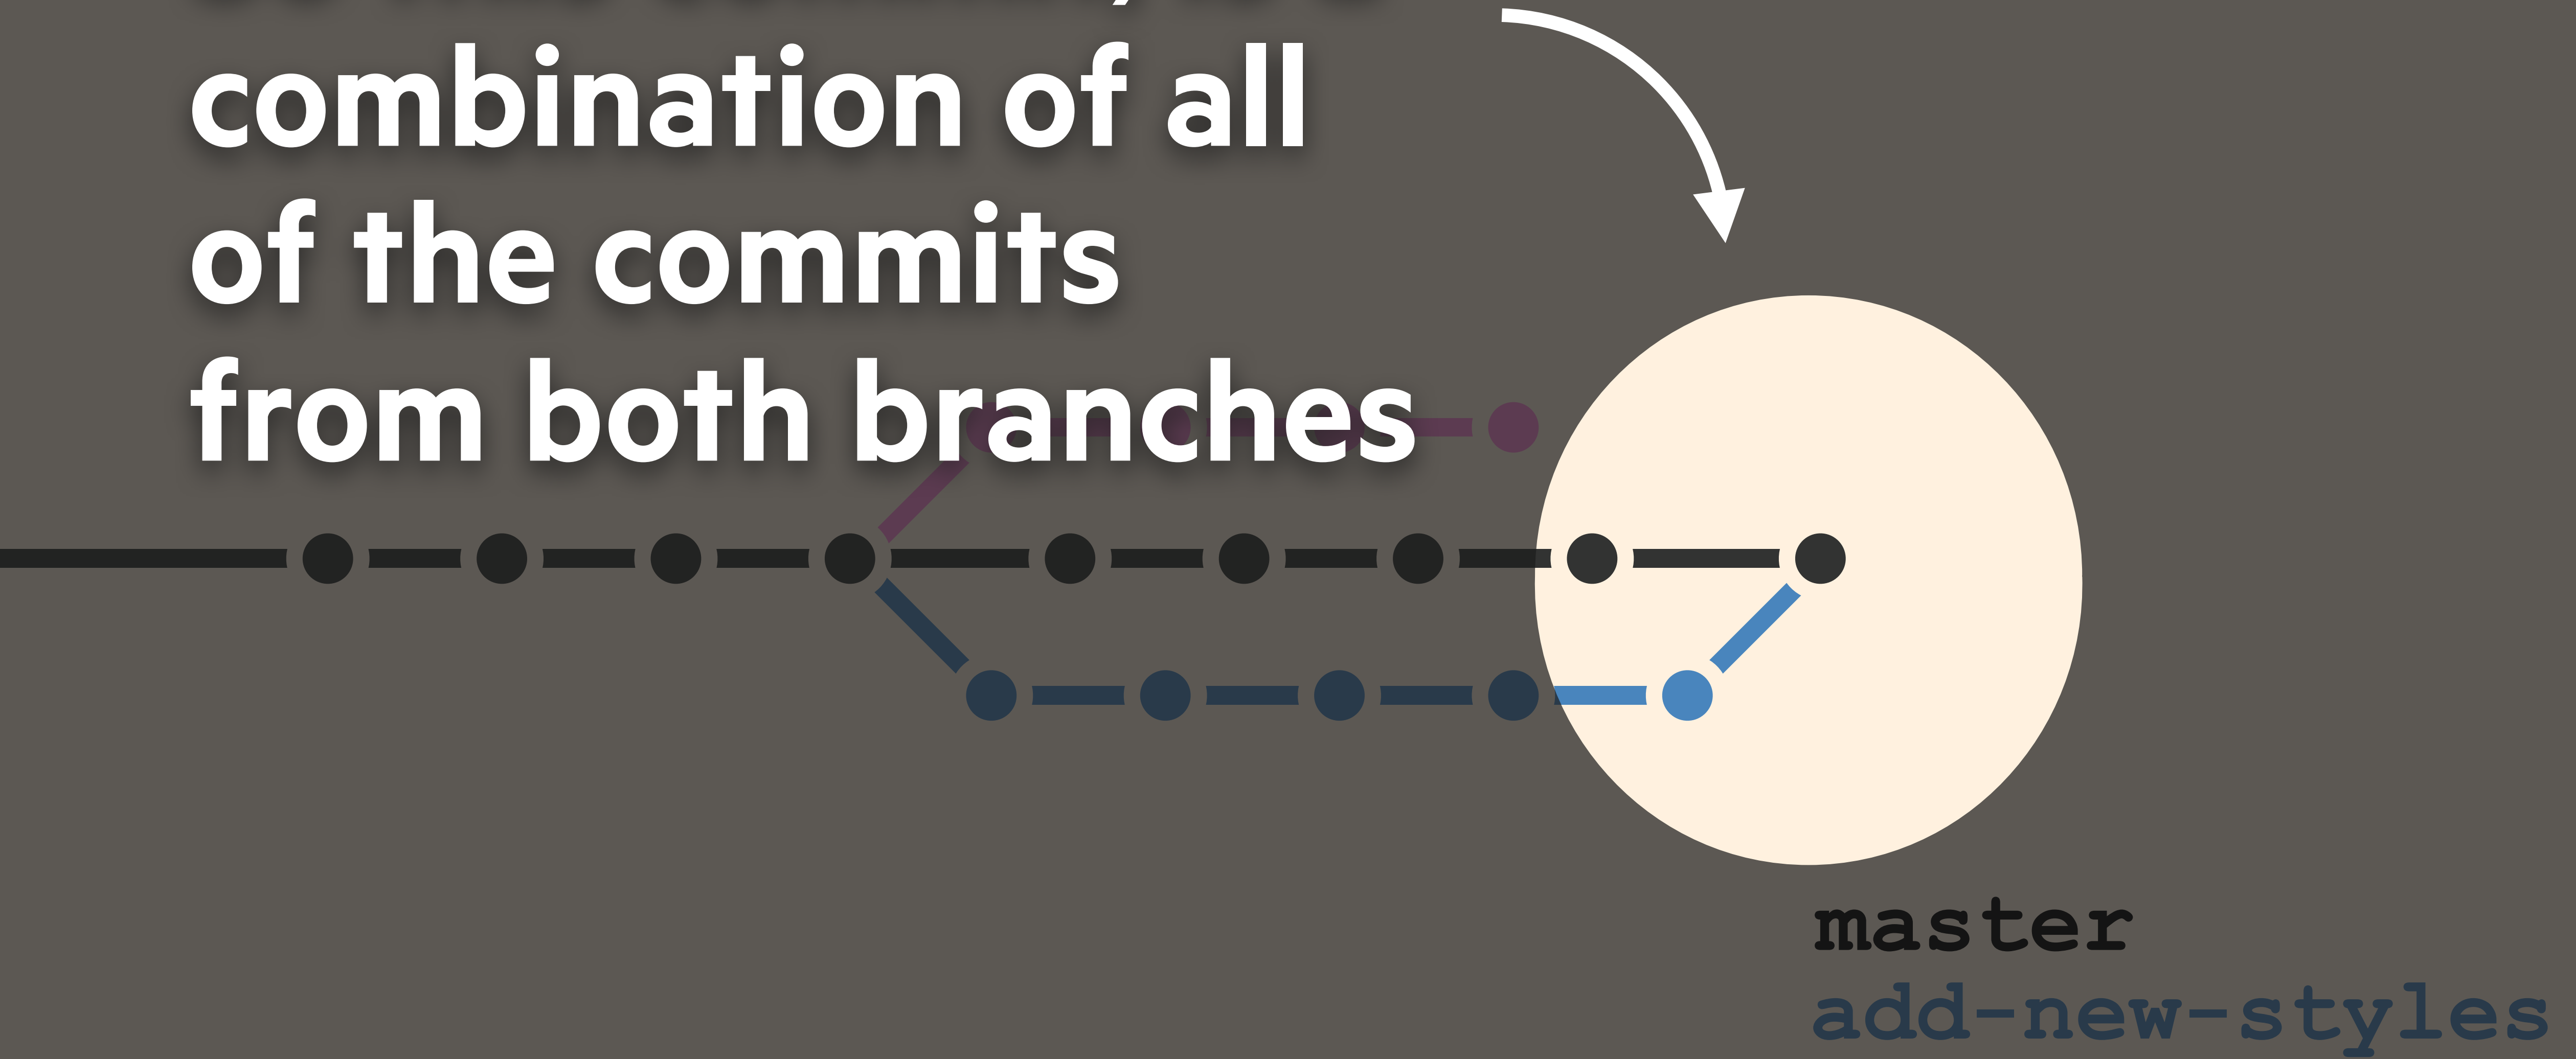 combination of all
of the commits
from both branches
master
add-new-styles